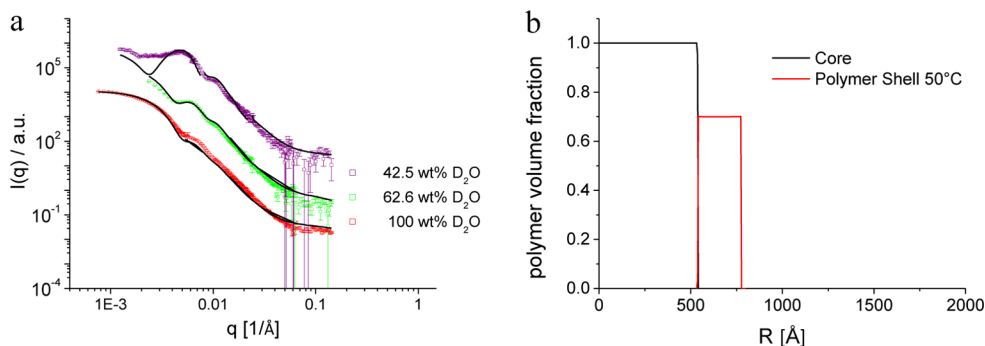 a
I(q) / a.u.
10⁵
10²
10⁻¹
10⁻⁴
1E-3
0.01
0.1
1
q [1/Å]
42.5 wt% D₂O
62.6 wt% D₂O
100 wt% D₂O
b
polymer volume fraction
1.0
0.8
0.6
0.4
0.2
0.0
0
500
1000
1500
2000
R [Å]
Core
Polymer Shell 50°C